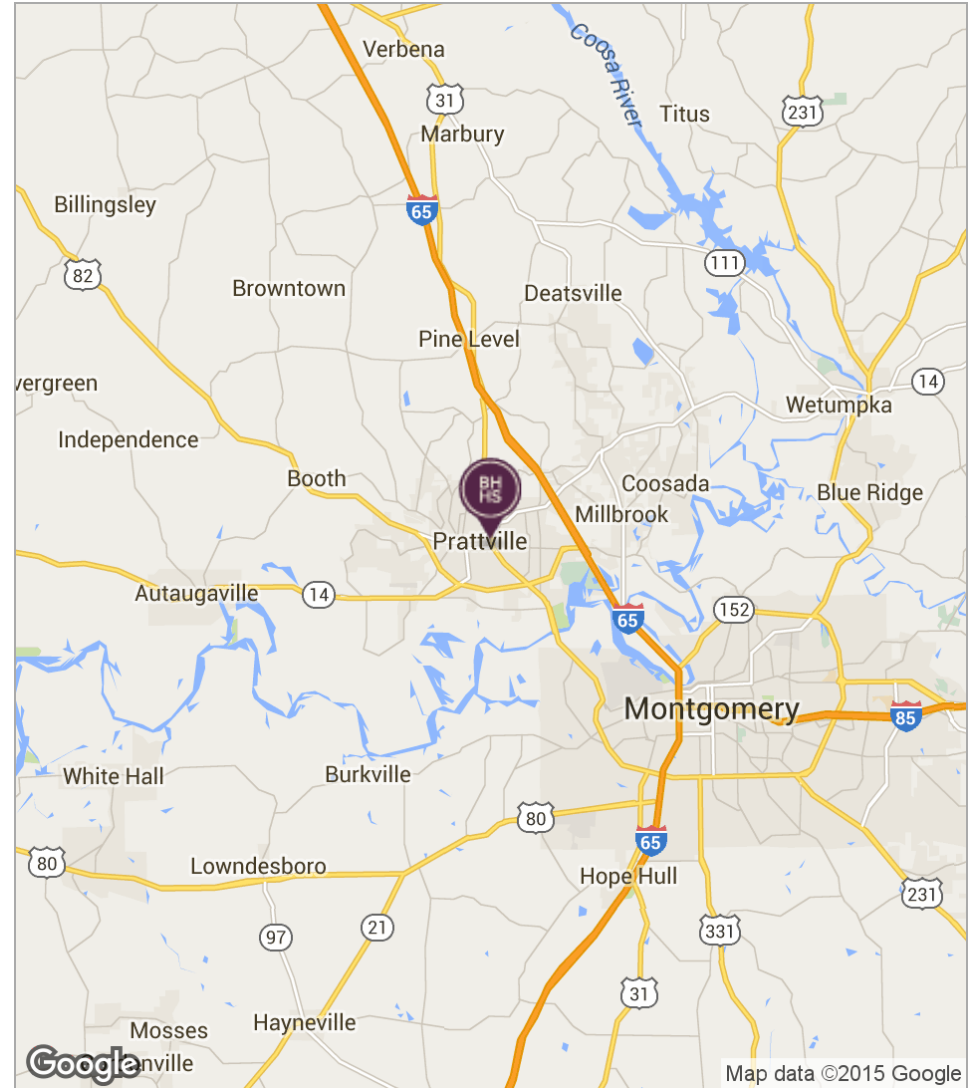 Verbena
Coosa River
31
Titus
231
Marbury
Billingsley
65
111
82
Browntown
Deatsville
Pine Level
vergreen
14
Wetumpka
Independence
Booth
BH
HS
Coosada
Blue Ridge
Millbrook
Prattville
Autaugaville
14
152
65
Montgomery
85
White Hall
Burkville
80
80
65
Lowndesboro
Hope Hull
231
97
21
331
31
Hayneville
Mosses
Google
Map data ©2015 Google